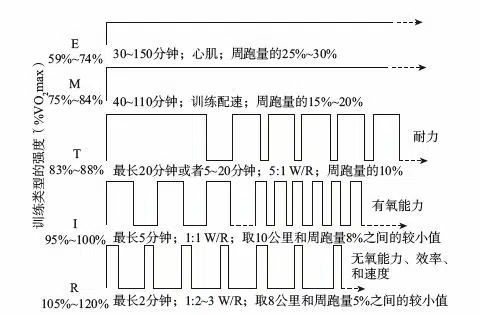 训练类型的强度（%VO2max）
E
59%~74%
30~150分钟；心肌；周跑量的25%~30%
M
75%~84%
40~110分钟；训练配速；周跑量的15%~20%
T
83%~88%
耐力
最长20分钟或者5~20分钟；5:1 W/R；周跑量的10%
I
95%~100%
有氧能力
最长5分钟；1:1 W/R；取10公里和周跑量8%之间的较小值
R
105%~120%
无氧能力、效率、
和速度
最长2分钟；1:2~3 W/R；取8公里和周跑量5%之间的较小值